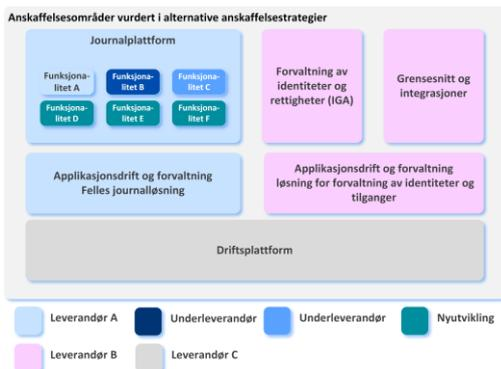 Anskaffelsesområder vurdert i alternative anskaffelsestrategier
Journalplattform
Funksjona-
litet A
Funksjona-
litet B
Funksjona-
litet C
Funksjona-
litet D
Funksjona-
litet E
Funksjona-
litet F
Forvaltning av
identiteter og
rettigheter (IGA)
Grensesnitt og
integrasjoner
Applikasjonsdrift og forvaltning
Felles journalløsning
Applikasjonsdrift og forvaltning
løsning for forvaltning av identiteter og
tilganger
Driftsplattform
Leverandør A
Underleverandør
Underleverandør
Nyutvikling
Leverandør B
Leverandør C